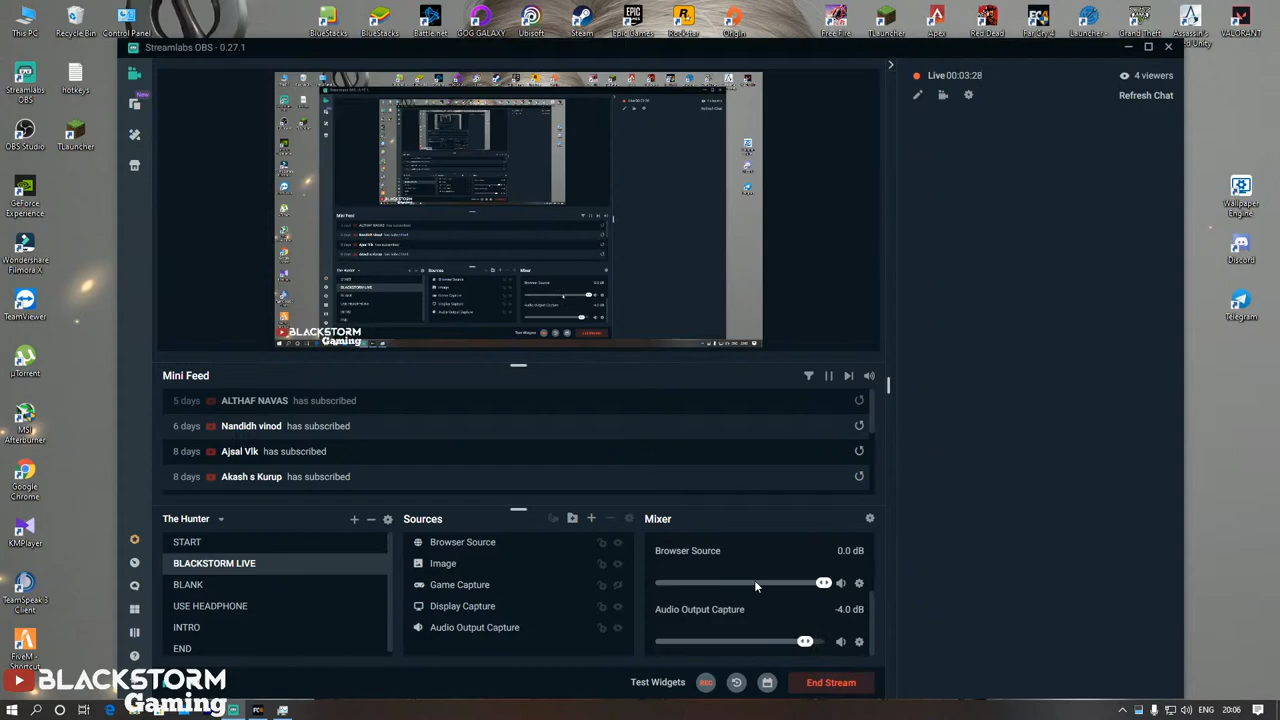 This PC
Recycle Bin
Control Panel
BlueStacks
BlueStacks
Battle.net
GOG GALAXY
Ubisoft
Steam
Epic Games
Rockstar
Origin
Free Fire
TLauncher
Apex
Red Dead
Far Cry 4
Launcher -
Grand Theft
Assassin's
VALORANT
Streamlabs OBS - 0.27.1
Streamlabs
OBS
hotkeys
New
OBS Studio
TLauncher
GeForce
Experience
Wondershare
Filmora X
TeamViewer
µTorrent
MSI
Afterburner
Google
Chrome
KMPlayer
TeamSpeak 3
Client
FiveM -
Shortcut
Live 00:03:28
4 viewers
Refresh Chat
Wallpaper
Engine
Discord
Telegram
BLACKSTORM
Gaming
Mini Feed
5 days ALTHAF NAVAS has subscribed
6 days Nandidh vinod has subscribed
8 days Ajsal Vlk has subscribed
8 days Akash s Kurup has subscribed
The Hunter
START
BLACKSTORM LIVE
BLANK
USE HEADPHONE
INTRO
END
Sources
Browser Source
Image
Game Capture
Display Capture
Audio Output Capture
Mixer
Browser Source 0.0 dB
Audio Output Capture -4.0 dB
Test Widgets
REC
End Stream
BLACKSTORM
Gaming
ENG
20:06